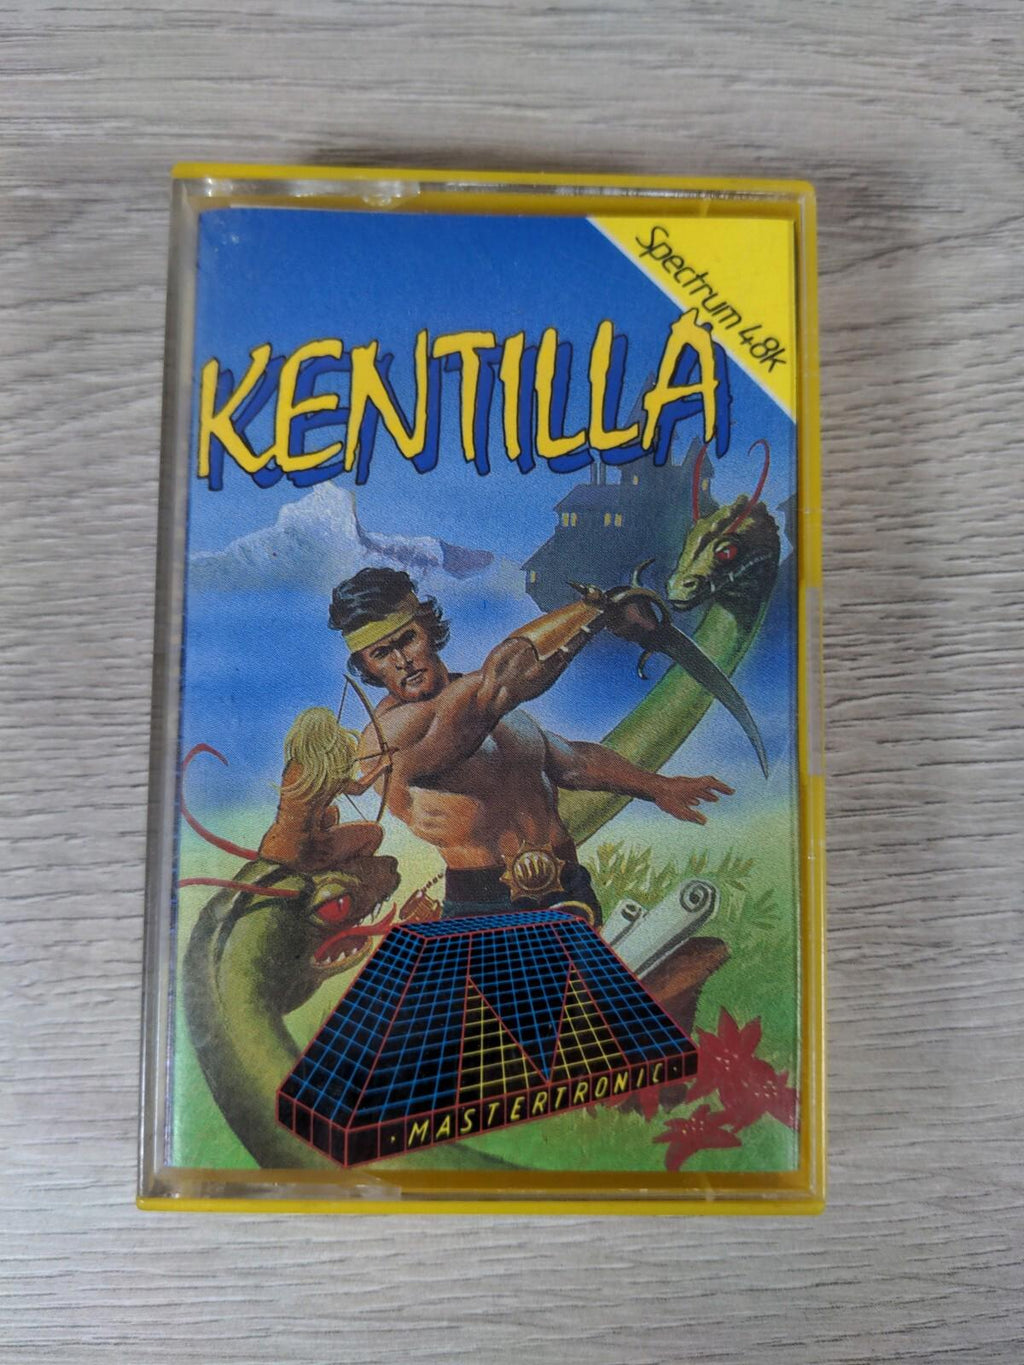 Spectrum 48k
KENTILLA
· MASTERTRONIC ·